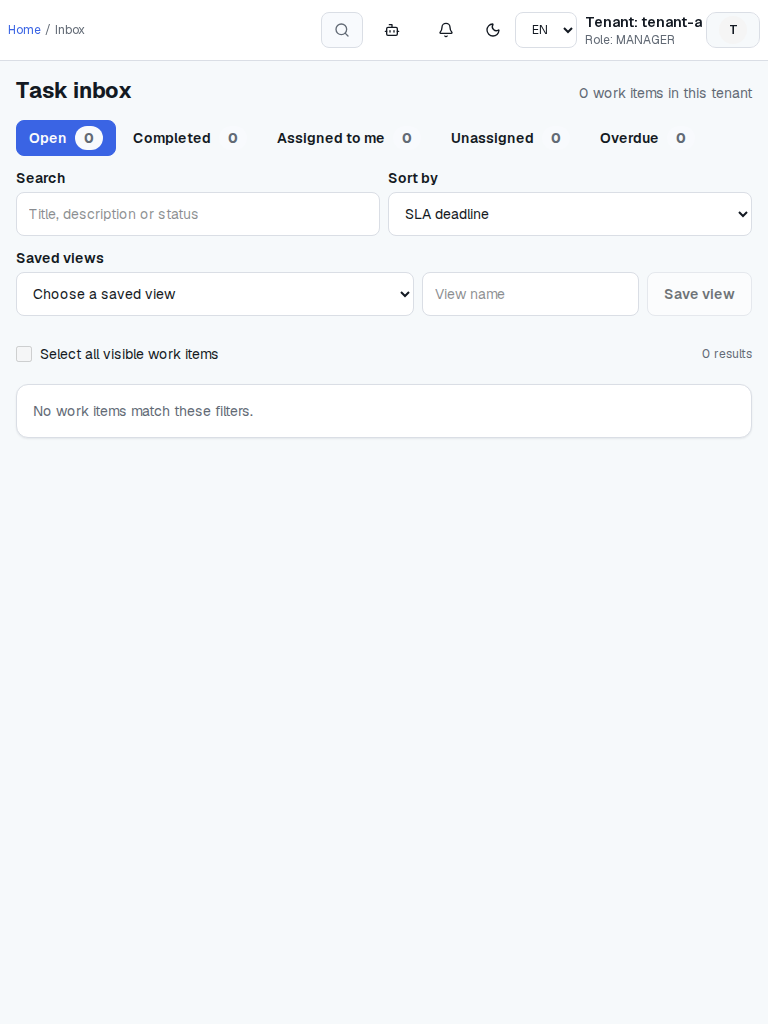 Home / Inbox
EN
Tenant: tenant-a
Role: MANAGER
T
Task inbox
0 work items in this tenant
Open 0
Completed 0
Assigned to me 0
Unassigned 0
Overdue 0
Search
Sort by
Title, description or status
SLA deadline
Saved views
Choose a saved view
View name
Save view
Select all visible work items
0 results
No work items match these filters.